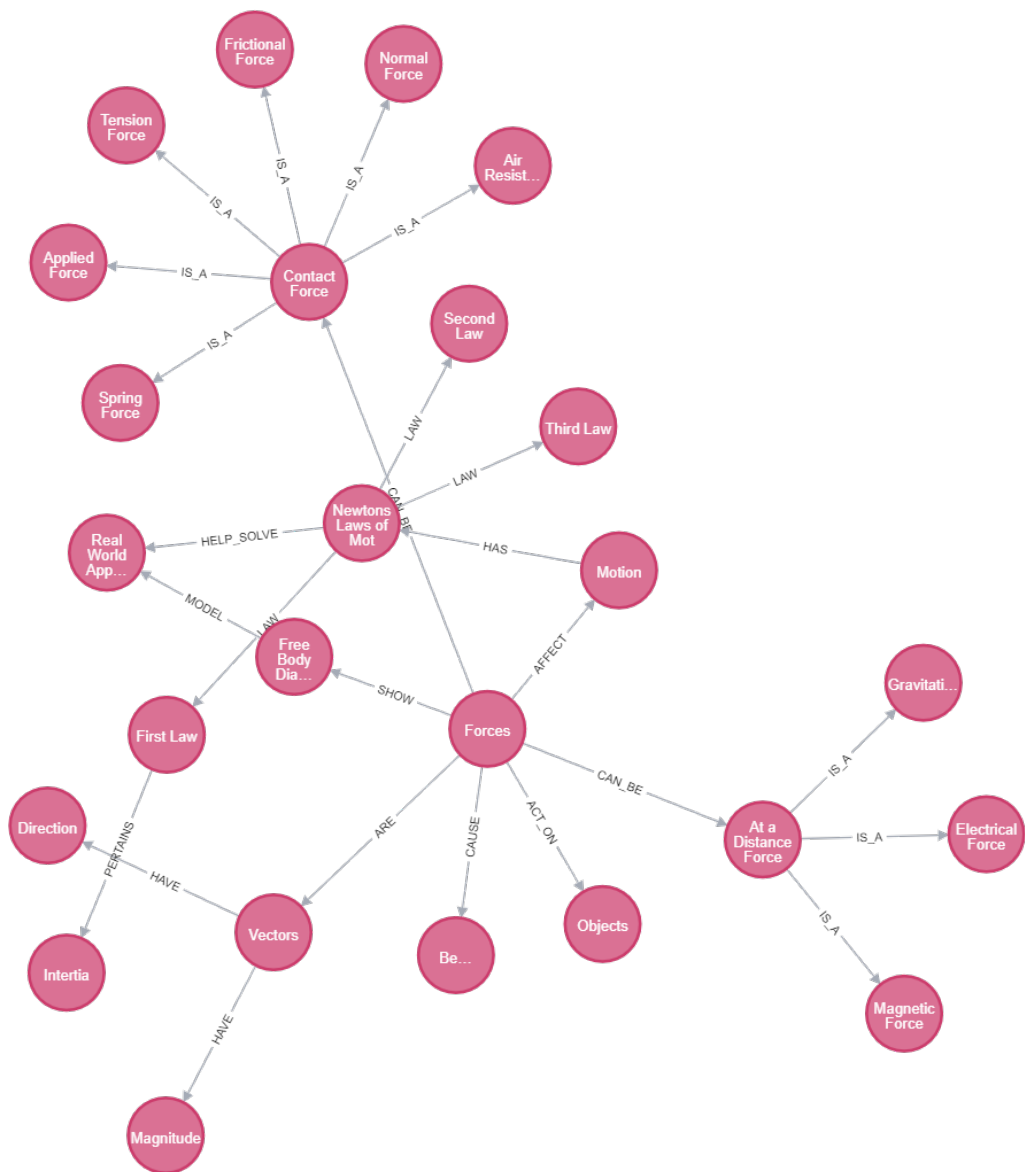 Frictional
Force
Normal
Force
Tension
Force
Air
Resist...
IS_A
IS_A
IS_A
IS_A
Applied
Force
IS_A
Contact
Force
IS_A
Spring
Force
Second
Law
LAW
Third Law
LAW
CAN_BE
Newtons
Laws of
Mot
HELP_SOLVE
Real
World
App...
HAS
Motion
MODEL
LAW
Free
Body
Dia...
AFFECT
SHOW
Forces
First Law
Gravitati...
IS_A
CAN_BE
At a
Distance
Force
IS_A
Electrical
Force
IS_A
Magnetic
Force
ARE
CAUSE
ACT_ON
Direction
PERTAINS
HAVE
Vectors
Be...
Objects
Intertia
HAVE
Magnitude